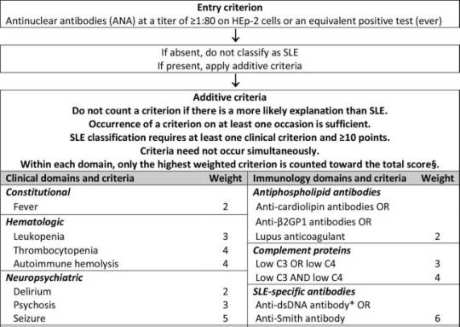 Entry criterion
Antinuclear antibodies (ANA) at a titer of ≥1:80 on HEp-2 cells or an equivalent positive test (ever)
If absent, do not classify as SLE
If present, apply additive criteria
Additive criteria
Do not count a criterion if there is a more likely explanation than SLE.
Occurrence of a criterion on at least one occasion is sufficient.
SLE classification requires at least one clinical criterion and ≥10 points.
Criteria need not occur simultaneously.
Within each domain, only the highest weighted criterion is counted toward the total score§.
Clinical domains and criteria Weight
Constitutional
Fever 2
Hematologic
Leukopenia 3
Thrombocytopenia 4
Autoimmune hemolysis 4
Neuropsychiatric
Delirium 2
Psychosis 3
Seizure 5
Immunology domains and criteria Weight
Antiphospholipid antibodies
Anti-cardiolipin antibodies OR
Anti-β2GP1 antibodies OR
Lupus anticoagulant 2
Complement proteins
Low C3 OR low C4 3
Low C3 AND low C4 4
SLE-specific antibodies
Anti-dsDNA antibody* OR
Anti-Smith antibody 6